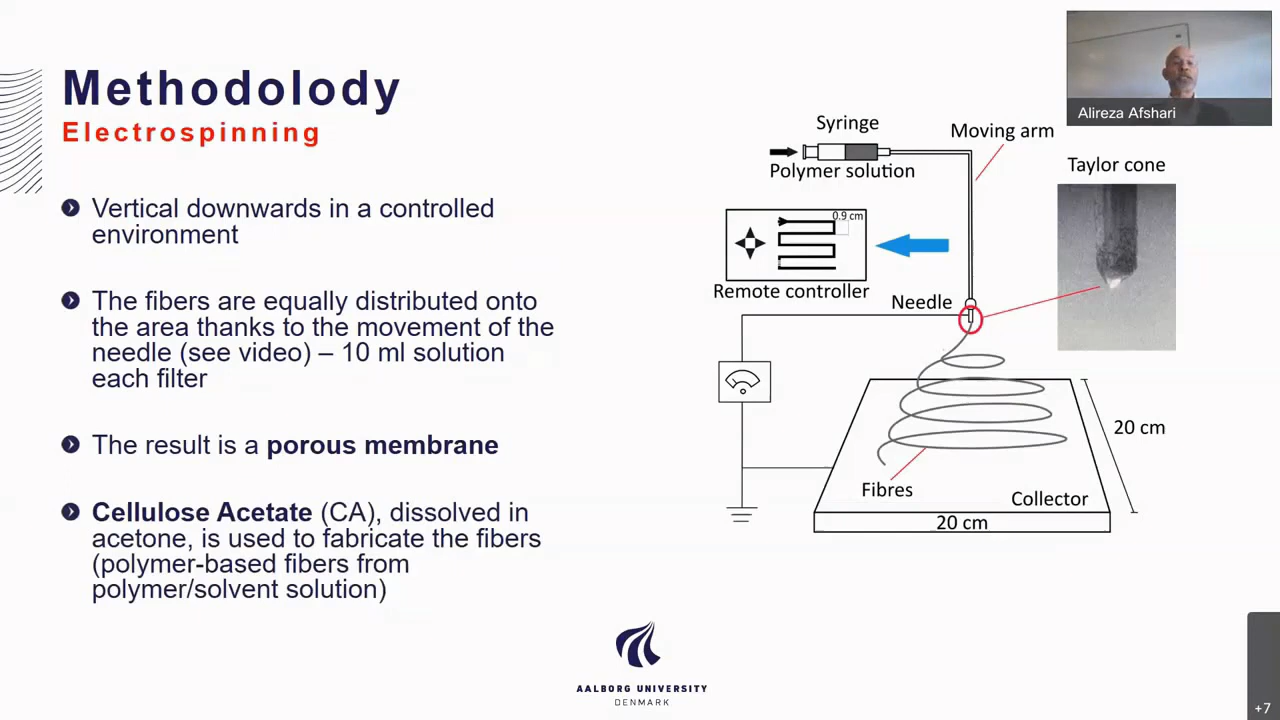 Methodolody
Electrospinning
Vertical downwards in a controlled
environment
The fibers are equally distributed onto
the area thanks to the movement of the
needle (see video) – 10 ml solution
each filter
The result is a porous membrane
Cellulose Acetate (CA), dissolved in
acetone, is used to fabricate the fibers
(polymer-based fibers from
polymer/solvent solution)
Syringe
Moving arm
Polymer solution
Taylor cone
0.9 cm
Remote controller
Needle
20 cm
Fibres
Collector
20 cm
Alireza Afshari
AALBORG UNIVERSITY
DENMARK
+7